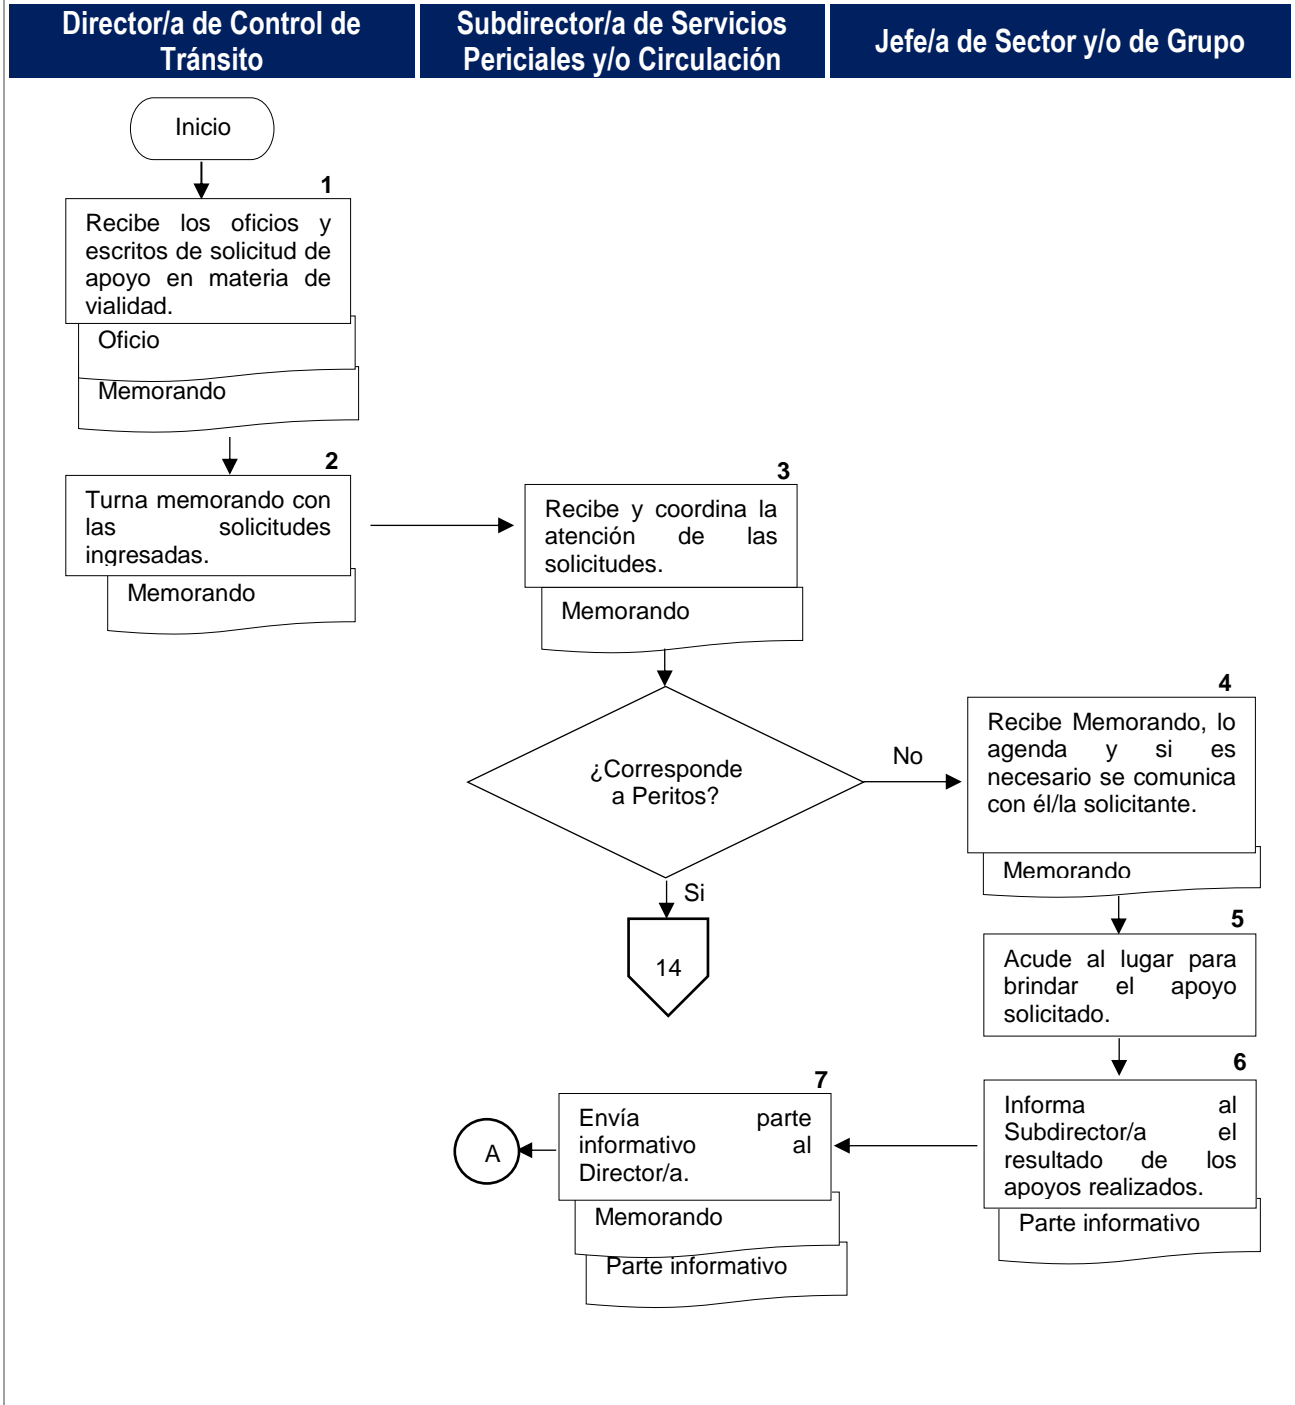 Director/a de Control de
Tránsito
Subdirector/a de Servicios
Periciales y/o Circulación
Jefe/a de Sector y/o de Grupo
Inicio
1
Recibe los oficios y
escritos de solicitud de
apoyo en materia de
vialidad.
Oficio
Memorando
2
Turna memorando con
las solicitudes
ingresadas.
Memorando
3
Recibe y coordina la
atención de las
solicitudes.
Memorando
¿Corresponde
a Peritos?
No
Si
14
4
Recibe Memorando, lo
agenda y si es
necesario se comunica
con él/la solicitante.
Memorando
5
Acude al lugar para
brindar el apoyo
solicitado.
6
Informa al
Subdirector/a el
resultado de los
apoyos realizados.
Parte informativo
7
Envía parte
informativo al
Director/a.
Memorando
Parte informativo
A